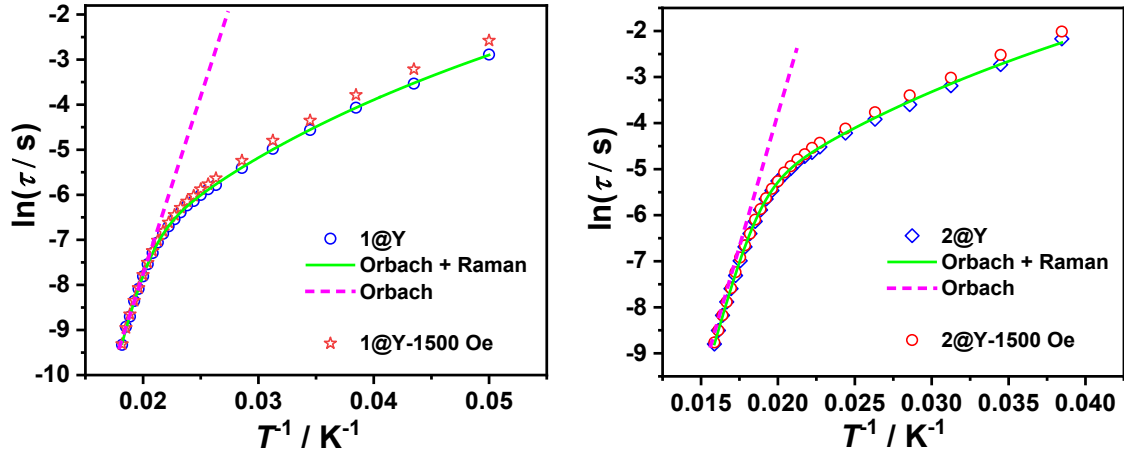 -2
-3
-4
-5
-6
-7
-8
-9
-10
ln(τ / s)
1@Y
Orbach + Raman
Orbach
1@Y-1500 Oe
0.02 0.03 0.04 0.05
T⁻¹ / K⁻¹
-2
-3
-4
-5
-6
-7
-8
-9
ln(τ / s)
2@Y
Orbach + Raman
Orbach
2@Y-1500 Oe
0.015 0.020 0.025 0.030 0.035 0.040
T⁻¹ / K⁻¹